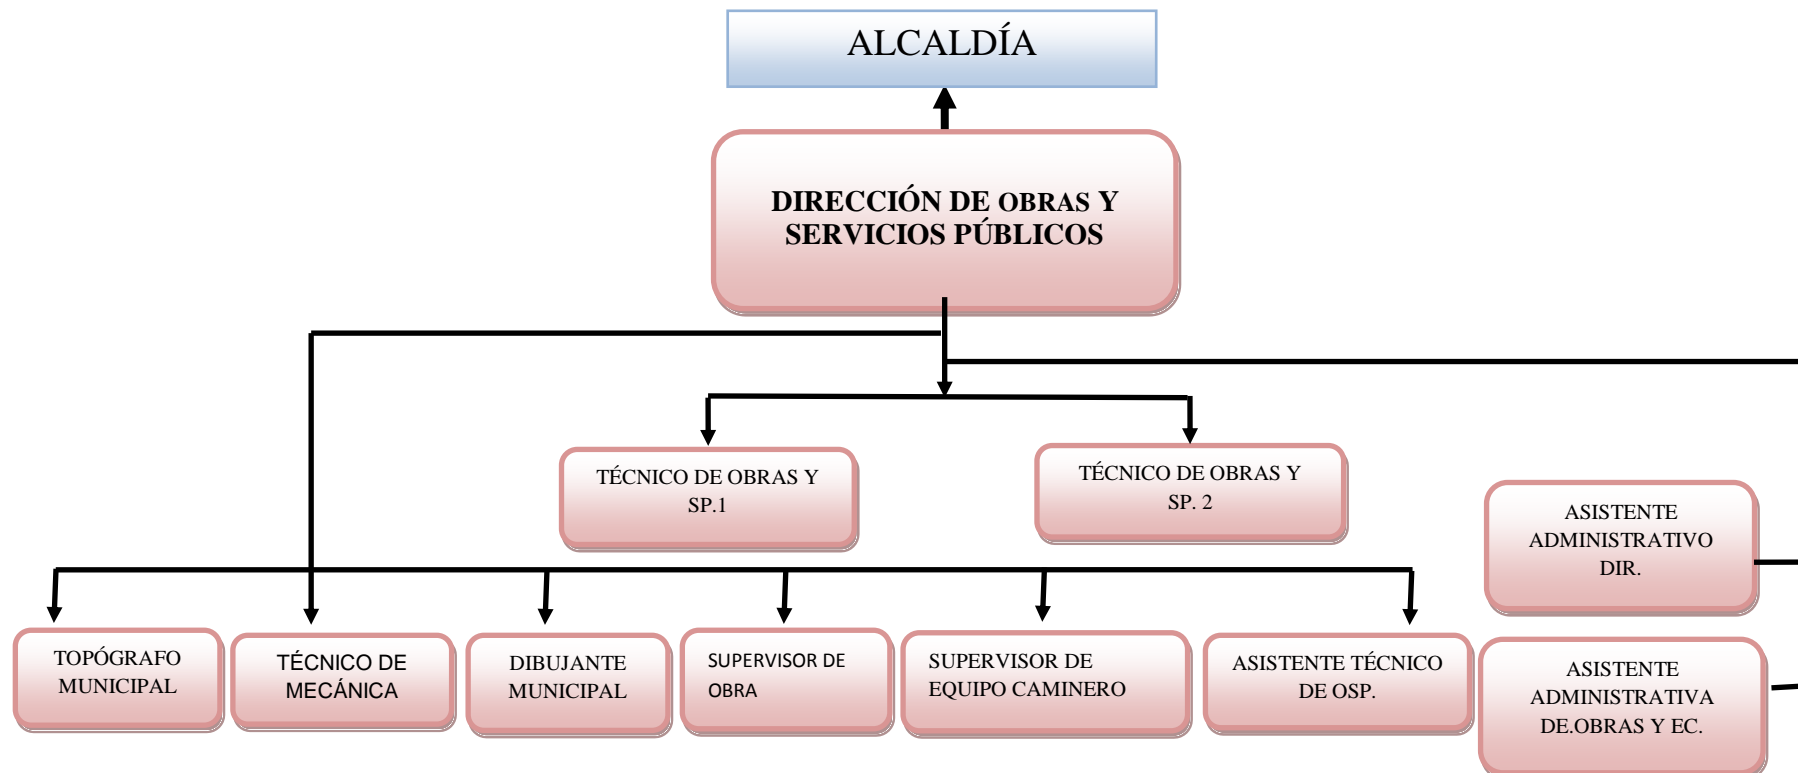 ALCALDÍA
DIRECCIÓN DE OBRAS Y
SERVICIOS PÚBLICOS
TÉCNICO DE OBRAS Y
SP.1
TÉCNICO DE OBRAS Y
SP. 2
ASISTENTE
ADMINISTRATIVO
DIR.
TOPÓGRAFO
MUNICIPAL
TÉCNICO DE
MECÁNICA
DIBUJANTE
MUNICIPAL
SUPERVISOR DE
OBRA
SUPERVISOR DE
EQUIPO CAMINERO
ASISTENTE TÉCNICO
DE OSP.
ASISTENTE
ADMINISTRATIVA
DE.OBRAS Y EC.